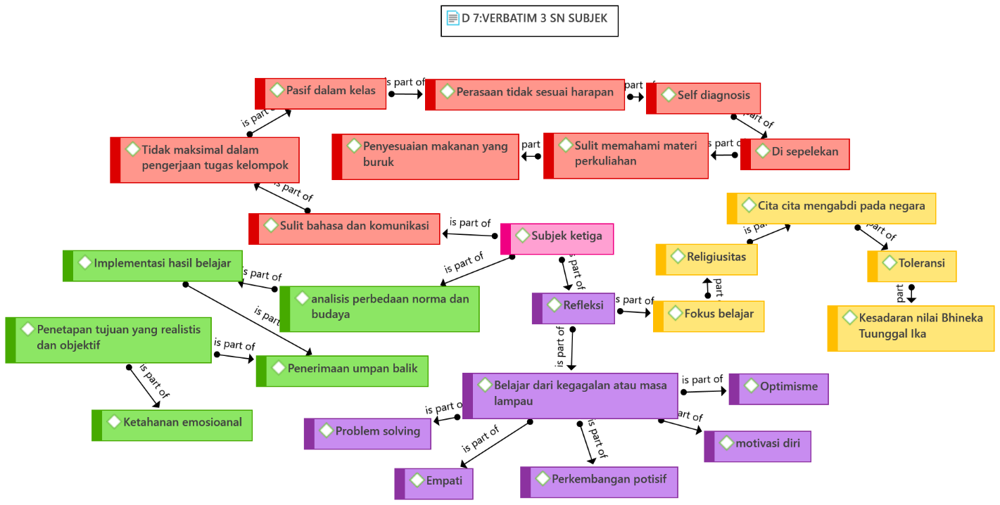 D 7:VERBATIM 3 SN SUBJEK
Pasif dalam kelas
is part of
Perasaan tidak sesuai harapan
part of
Self diagnosis
is part of
part of
Tidak maksimal dalam
pengerjaan tugas kelompok
Penyesuaian makanan yang
buruk
part
Sulit memahami materi
perkuliahan
is part of
Di sepelekan
is part of
Cita cita mengabdi pada negara
Sulit bahasa dan komunikasi
is part of
Subjek ketiga
is part
part of
Implementasi hasil belajar
is part of
is part of
is part of
Religiusitas
Toleransi
analisis perbedaan norma dan
budaya
Refleksi
is part of
part
Fokus belajar
part
Kesadaran nilai Bhineka
Tuunggal Ika
is part
Penetapan tujuan yang realistis
dan objektif
is part of
is part of
Penerimaan umpan balik
is part of
Belajar dari kegagalan atau masa
lampau
is part of
Optimisme
Ketahanan emosioanal
is part of
Problem solving
is part of
is part of
part of
motivasi diri
Empati
Perkembangan potisif